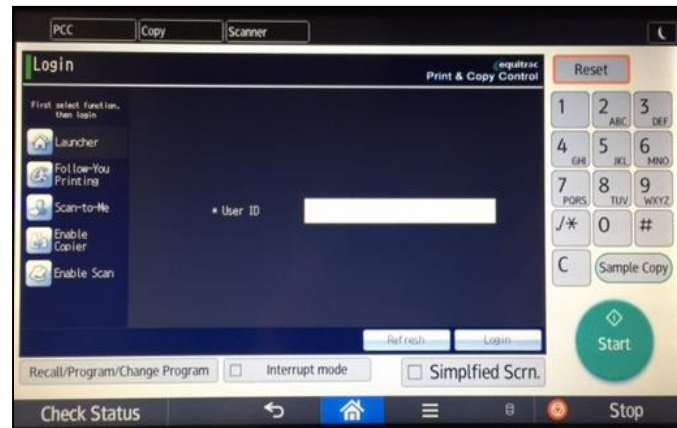 PCC Copy Scanner
Login
equitrac
Print & Copy Control
Reset
First select function,
then login
Launcher
Follow-You
Printing
Scan-to-Me
Enable
Copier
Enable Scan
* User ID
1 2 ABC 3 DEF
4 GHI 5 JKL 6 MNO
7 PQRS 8 TUV 9 WXYZ
./* 0 #
C Sample Copy
Start
Refresh Login
Recall/Program/Change Program Interrupt mode Simplfied Scrn.
Check Status Stop